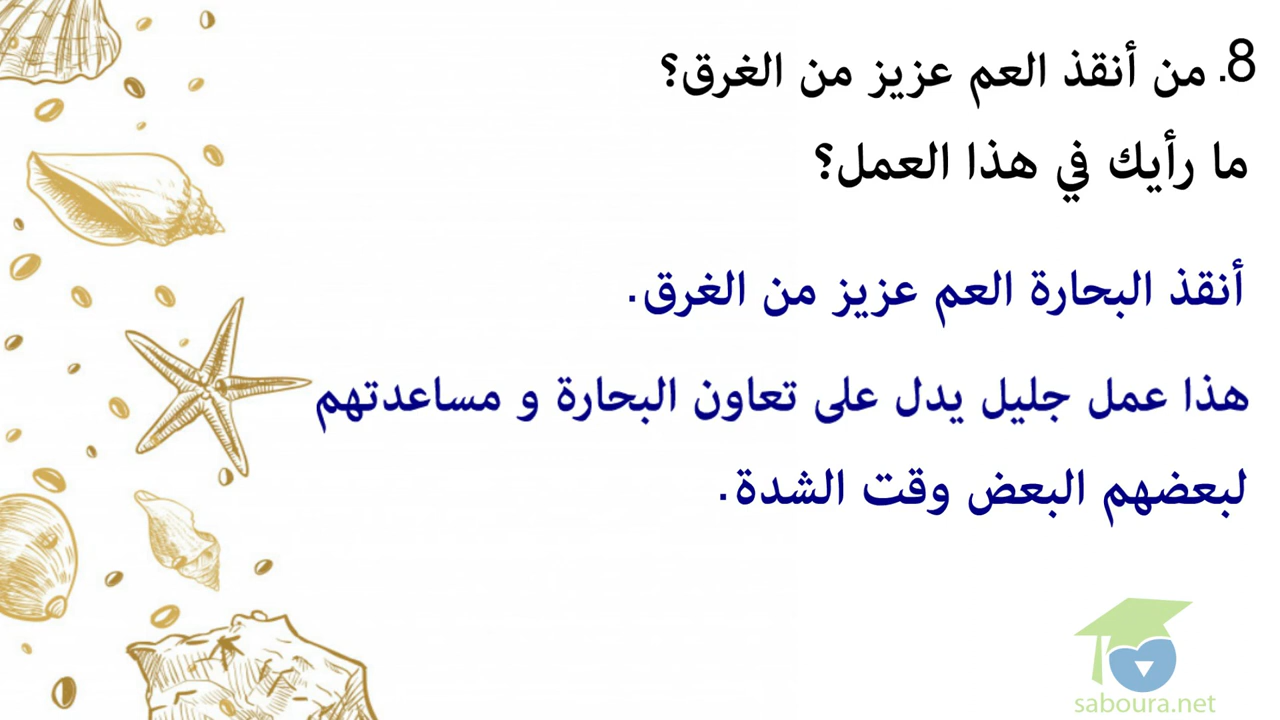 8. من أنقذ العم عزيز من الغرق؟
ما رأيك في هذا العمل؟
أنقذ البحارة العم عزيز من الغرق.
هذا عمل جليل يدل على تعاون البحارة و مساعدتهم
لبعضهم البعض وقت الشدة.
saboura.net